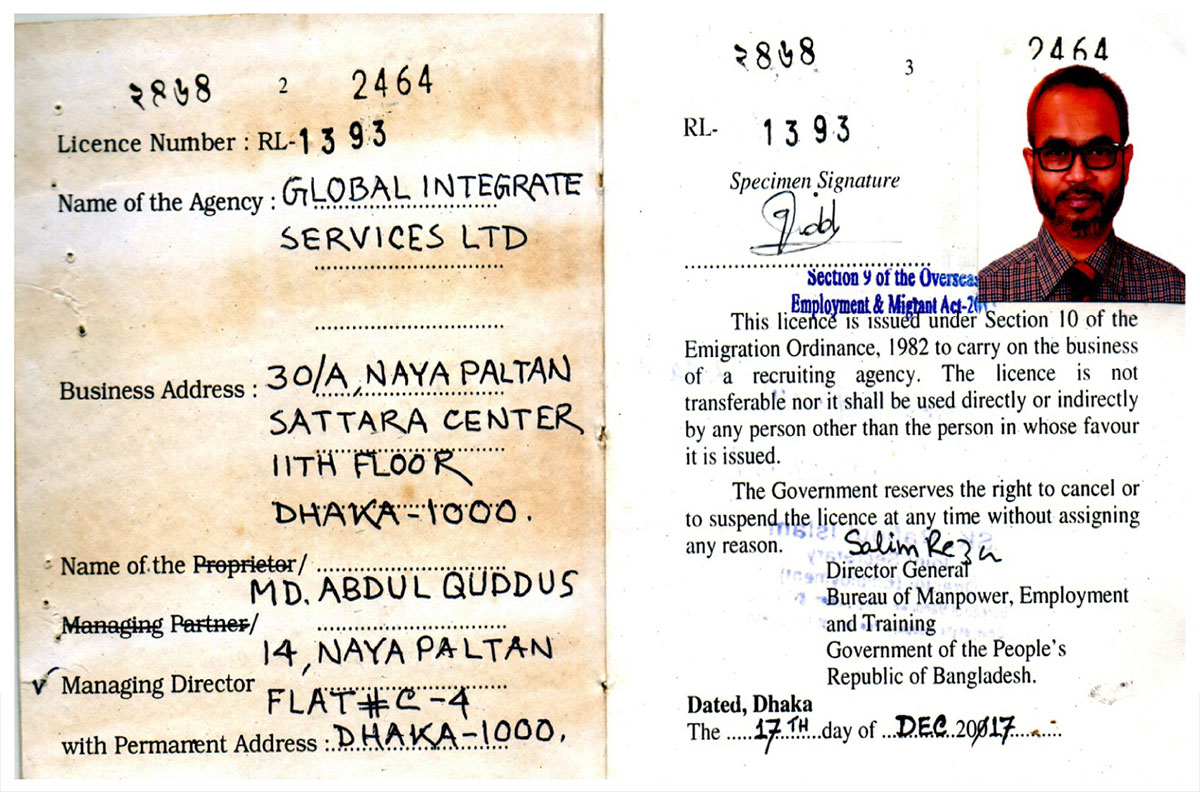 ২৪৬৪ 2 2464
Licence Number : RL-1393
Name of the Agency : GLOBAL INTEGRATE
SERVICES LTD
Business Address : 30/A, NAYA PALTAN
SATTARA CENTER
11TH FLOOR
DHAKA-1000.
Name of the Proprietor/
MD. ABDUL QUDDUS
Managing Partner/
14, NAYA PALTAN
v Managing Director
FLAT # C-4
with Permanent Address : DHAKA-1000.
২৪৬৪ 3 2464
RL- 1393
Specimen Signature
Section 9 of the Overseas
Employment & Migtant Act-20
This licence is issued under Section 10 of the
Emigration Ordinance, 1982 to carry on the business
of a recruiting agency. The licence is not
transferable nor it shall be used directly or indirectly
by any person other than the person in whose favour
it is issued.
The Government reserves the right to cancel or
to suspend the licence at any time without assigning
any reason. Salim Reza
Director General
Bureau of Manpower, Employment
and Training
Government of the People's
Republic of Bangladesh.
Dated, Dhaka
The .....17TH.....day of ...DEC.2017.......